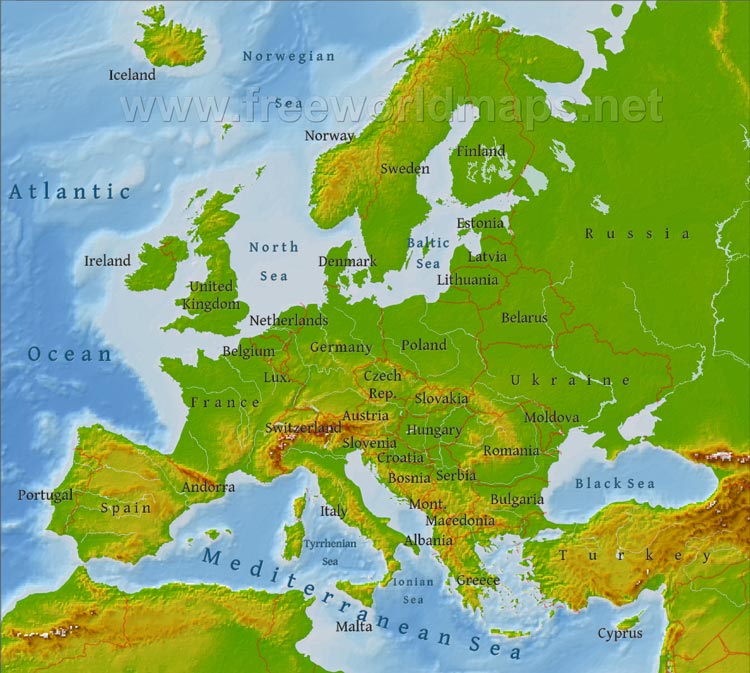 Norwegian
Sea
Iceland
www.freeworldmaps.net
Norway
Sweden
Finland
Atlantic
Estonia
Russia
North
Sea
Baltic
Sea
Ireland
Denmark
Latvia
Lithuania
United
Kingdom
Netherlands
Belarus
Ocean
Belgium
Germany
Poland
Lux.
Czech
Rep.
Ukraine
France
Slovakia
Austria
Moldova
Switzerland
Hungary
Slovenia
Romania
Croatia
Portugal
Andorra
Bosnia
Serbia
Black Sea
Spain
Italy
Mont.
Bulgaria
Macedonia
Tyrrhenian
Sea
Albania
Turkey
Mediterranean Sea
Ionian
Sea
Greece
Malta
Cyprus